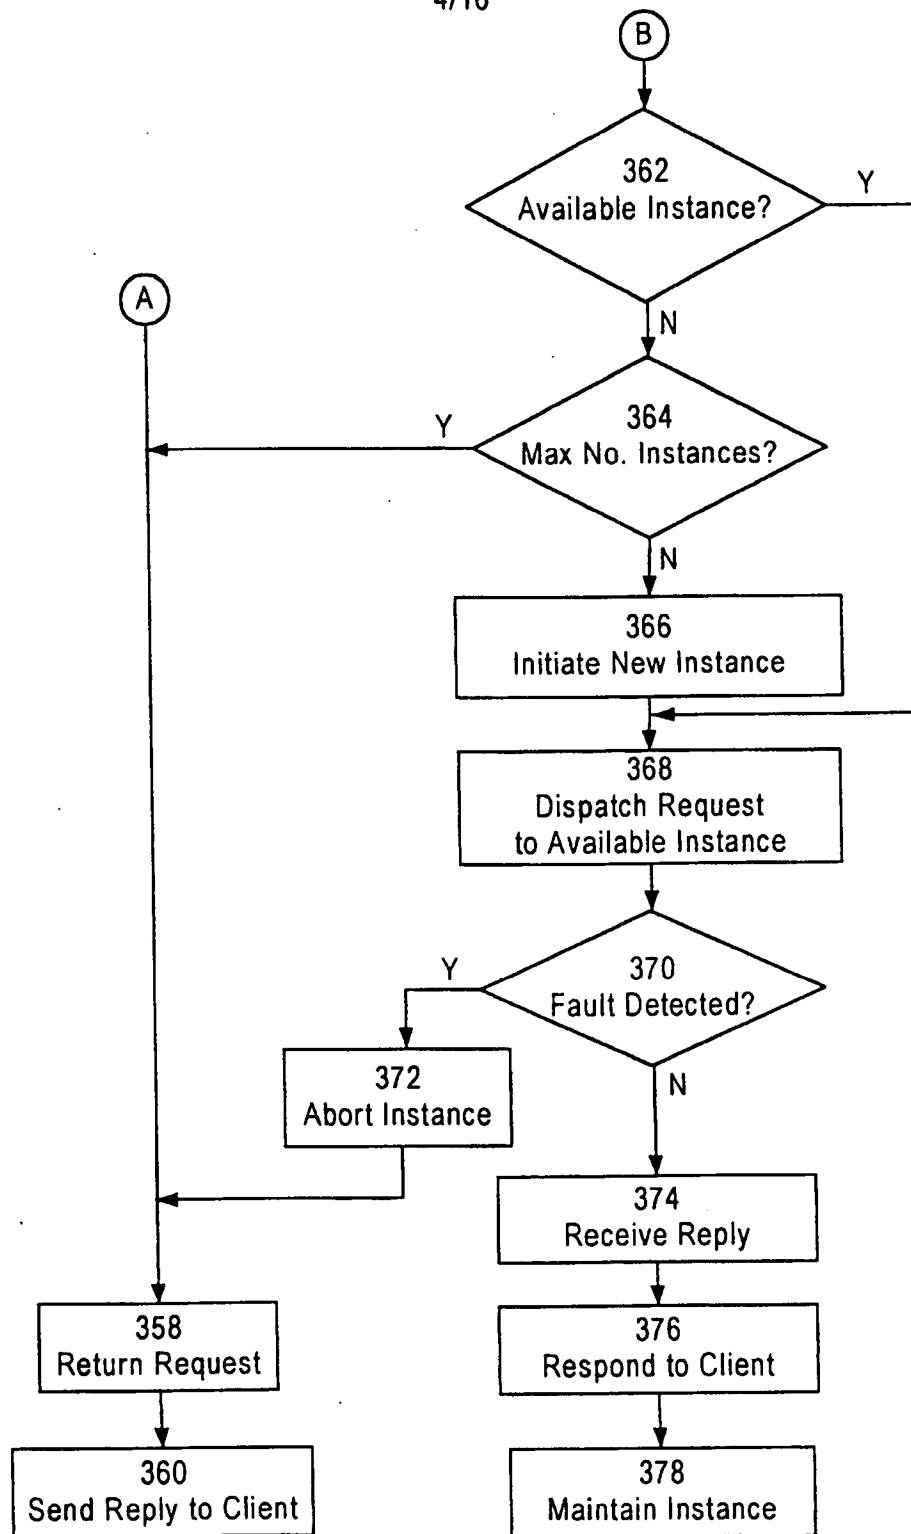 4/16
B
362
Available Instance?
Y
A
N
364
Max No. Instances?
Y
N
366
Initiate New Instance
368
Dispatch Request
to Available Instance
370
Fault Detected?
Y
N
372
Abort Instance
374
Receive Reply
358
Return Request
376
Respond to Client
360
Send Reply to Client
378
Maintain Instance